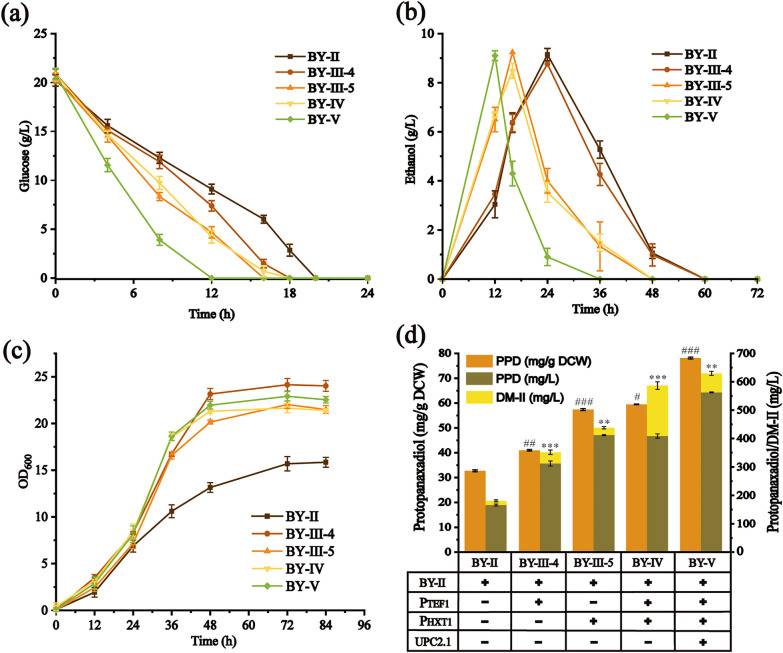 (a)
25
20
15
10
5
0
Glucose (g/L)
0 4 8 12 16 18 20 24
Time (h)
BY-II
BY-III-4
BY-III-5
BY-IV
BY-V
(b)
10
8
6
4
2
0
Ethanol (g/L)
0 12 24 36 48 60 72
Time (h)
BY-II
BY-III-4
BY-III-5
BY-IV
BY-V
(c)
25
20
15
10
5
0
OD600
0 12 24 36 48 60 72 84 96
Time (h)
BY-II
BY-III-4
BY-III-5
BY-IV
BY-V
(d)
80
70
60
50
40
30
20
10
0
Protopanaxadiol (mg/g DCW)
PPD (mg/g DCW)
PPD (mg/L)
DM-II (mg/L)
## *** ### ** # *** ### **
700
600
500
400
300
200
100
0
Protopanaxadiol/DM-II (mg/L)
BY-II BY-III-4 BY-III-5 BY-IV BY-V
BY-II + + + + +
PTEF1 − + − + +
PHXT1 − − + + +
UPC2.1 − − − − +